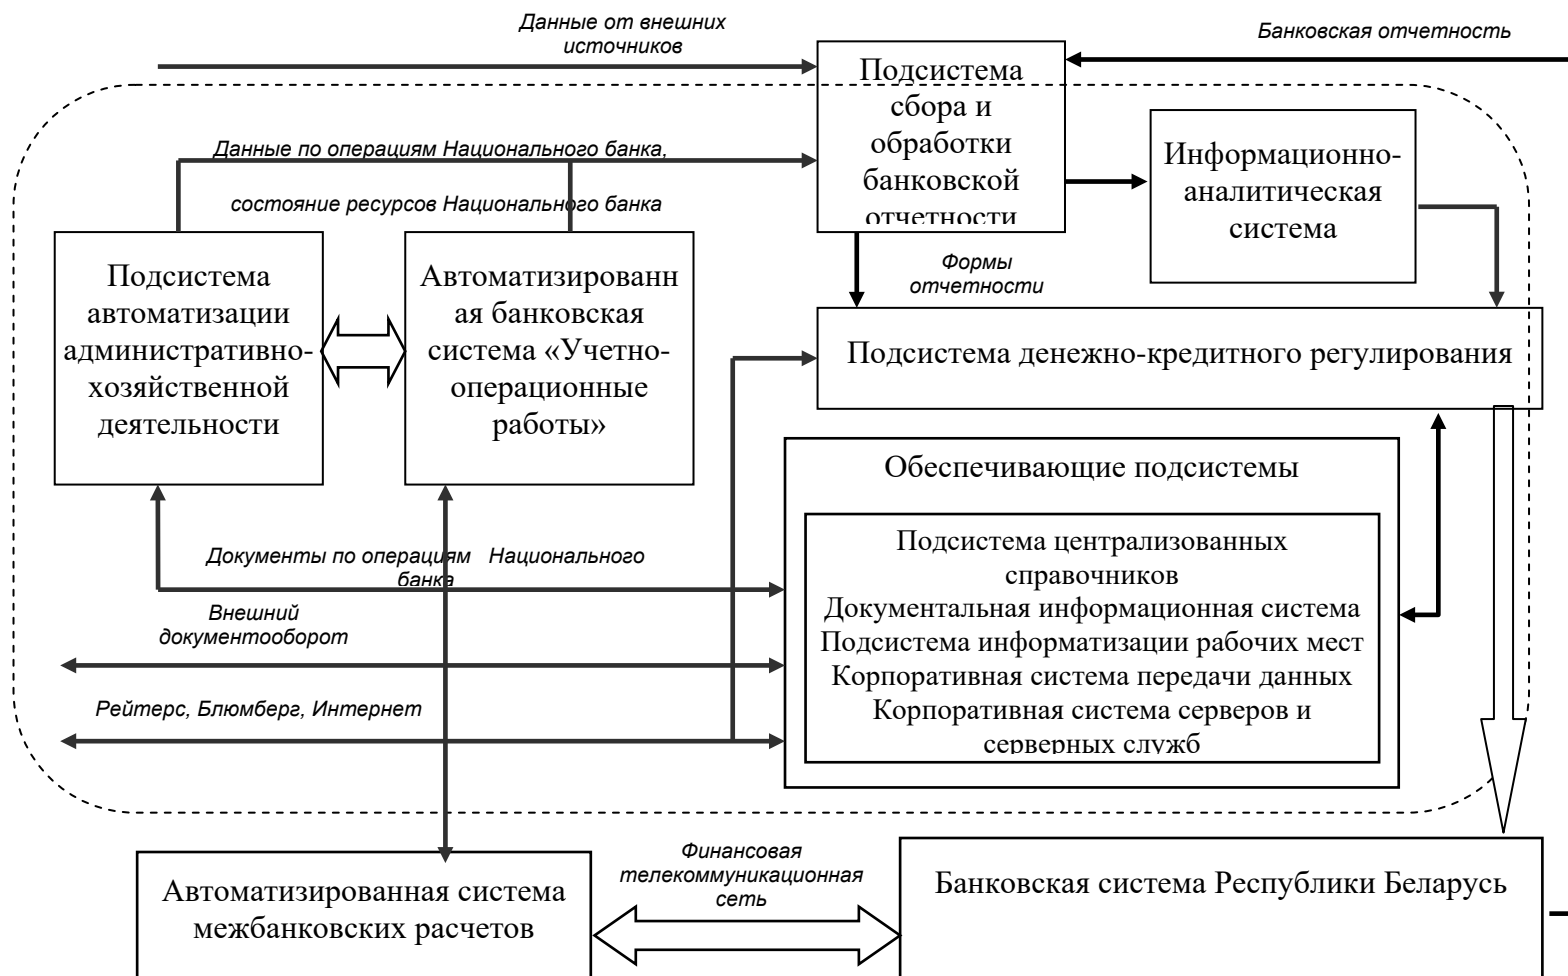 Данные от внешних
источников
Банковская отчетность
Подсистема
сбора и
обработки
банковской
отчетности
Информационно-
аналитическая
система
Данные по операциям Национального банка,
состояние ресурсов Национального банка
Подсистема
автоматизации
административно-
хозяйственной
деятельности
Автоматизированн
ая банковская
система «Учетно-
операционные
работы»
Формы
отчетности
Подсистема денежно-кредитного регулирования
Обеспечивающие подсистемы
Подсистема централизованных
справочников
Документальная информационная система
Подсистема информатизации рабочих мест
Корпоративная система передачи данных
Корпоративная система серверов и
серверных служб
Документы по операциям Национального
банка
Внешний
документооборот
Рейтерс, Блюмберг, Интернет
Автоматизированная система
межбанковских расчетов
Финансовая
телекоммуникационная
сеть
Банковская система Республики Беларусь